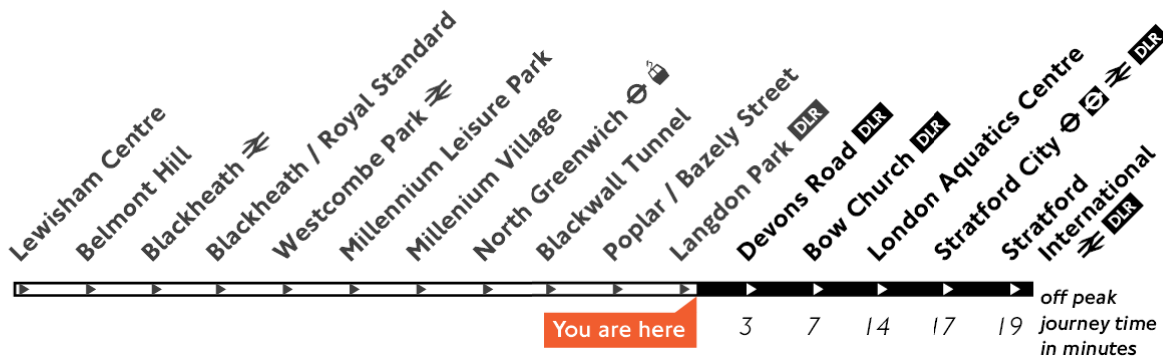 Lewisham Centre
Belmont Hill
Blackheath
Blackheath / Royal Standard
Westcombe Park
Millennium Leisure Park
Millenium Village
North Greenwich
Blackwall Tunnel
Poplar / Bazely Street
Langdon Park DLR
Devons Road DLR
Bow Church DLR
London Aquatics Centre
Stratford City DLR
Stratford
International
DLR
You are here
3 7 14 17 19
off peak
journey time
in minutes